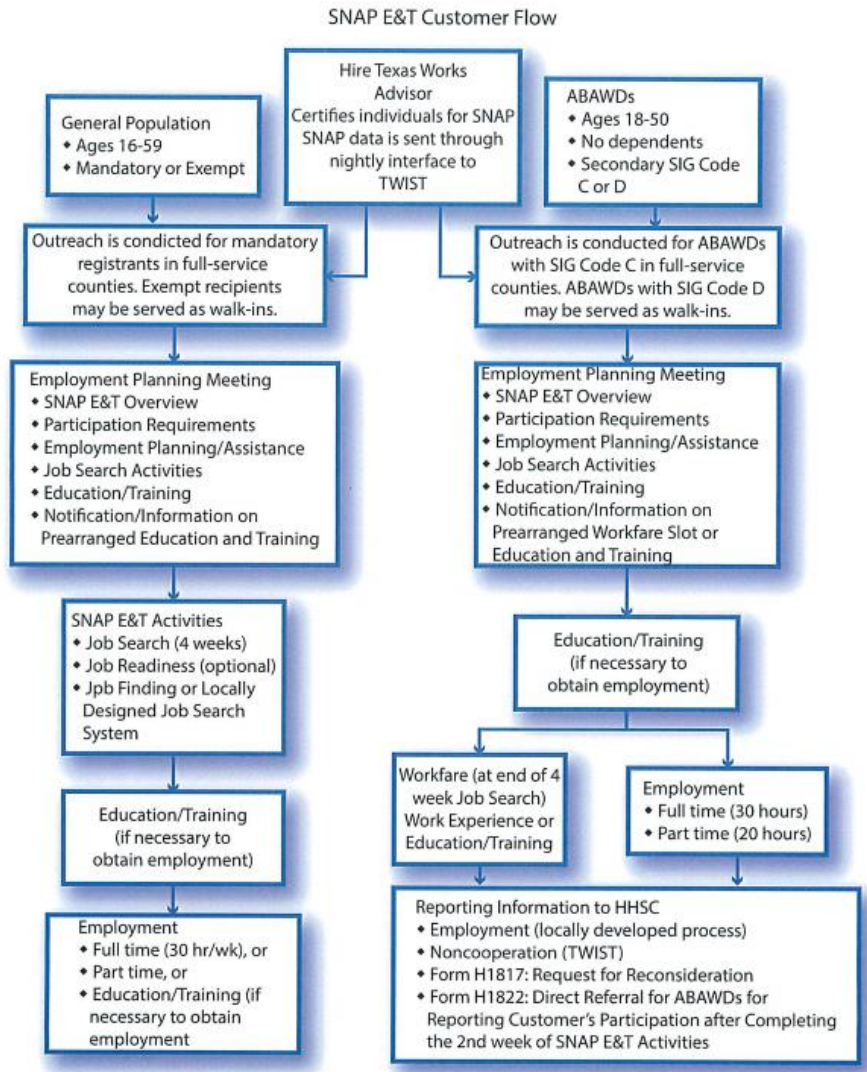 SNAP E&T Customer Flow
Hire Texas Works
Advisor
Certifies individuals for SNAP
SNAP data is sent through
nightly interface to
TWIST
General Population
◆ Ages 16-59
◆ Mandatory or Exempt
ABAWDs
◆ Ages 18-50
◆ No dependents
◆ Secondary SIG Code
C or D
Outreach is condicted for mandatory
registrants in full-service
counties. Exempt recipients
may be served as walk-ins.
Outreach is conducted for ABAWDs
with SIG Code C in full-service
counties. ABAWDs with SIG Code D
may be served as walk-ins.
Employment Planning Meeting
◆ SNAP E&T Overview
◆ Participation Requirements
◆ Employment Planning/Assistance
◆ Job Search Activities
◆ Education/Training
◆ Notification/Information on
Prearranged Education and Training
Employment Planning Meeting
◆ SNAP E&T Overview
◆ Participation Requirements
◆ Employment Planning/Assistance
◆ Job Search Activities
◆ Education/Training
◆ Notification/Information on
Prearranged Workfare Slot or
Education and Training
SNAP E&T Activities
◆ Job Search (4 weeks)
◆ Job Readiness (optional)
◆ Jpb Finding or Locally
Designed Job Search
System
Education/Training
(if necessary to
obtain employment)
Workfare (at end of 4
week Job Search)
Work Experience or
Education/Training
Employment
◆ Full time (30 hours)
◆ Part time (20 hours)
Education/Training
(if necessary to
obtain employment)
Employment
◆ Full time (30 hr/wk), or
◆ Part time, or
◆ Education/Training (if
necessary to obtain
employment
Reporting Information to HHSC
◆ Employment (locally developed process)
◆ Noncooperation (TWIST)
◆ Form H1817: Request for Reconsideration
◆ Form H1822: Direct Referral for ABAWDs for
Reporting Customer's Participation after Completing
the 2nd week of SNAP E&T Activities